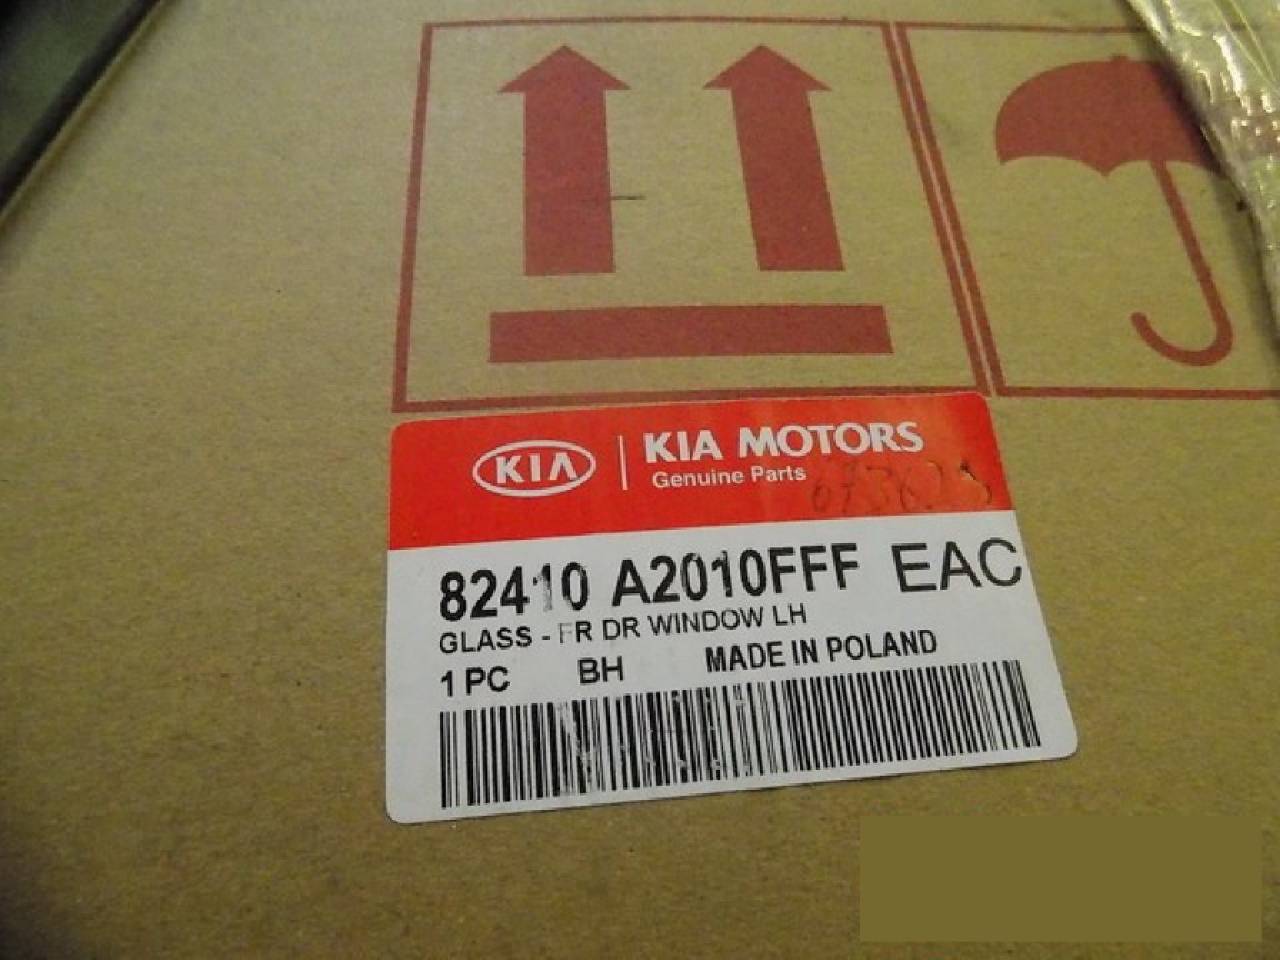 KIA
KIA MOTORS
Genuine Parts
82410 A2010FFF EAC
GLASS - FR DR WINDOW LH
1 PC BH MADE IN POLAND